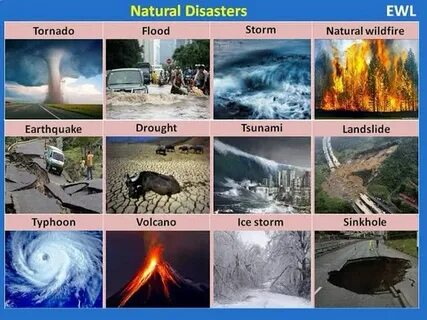 Natural Disasters
EWL
Tornado
Flood
Storm
Natural wildfire
Earthquake
Drought
Tsunami
Landslide
Typhoon
Volcano
Ice storm
Sinkhole